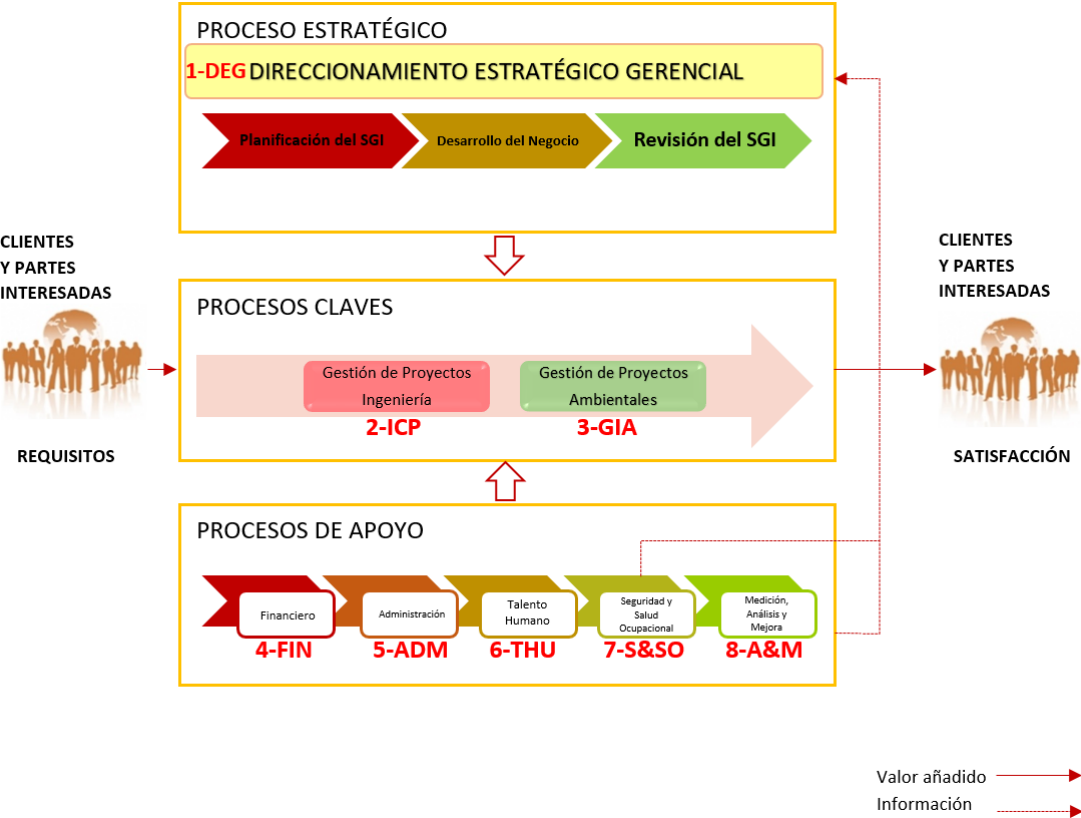 PROCESO ESTRATÉGICO
1-DEG DIRECCIONAMIENTO ESTRATÉGICO GERENCIAL
Planificación del SGI
Desarrollo del Negocio
Revisión del SGI
CLIENTES
Y PARTES
INTERESADAS
REQUISITOS
PROCESOS CLAVES
Gestión de Proyectos
Ingeniería
2-ICP
Gestión de Proyectos
Ambientales
3-GIA
CLIENTES
Y PARTES
INTERESADAS
SATISFACCIÓN
PROCESOS DE APOYO
Financiero
4-FIN
Administración
5-ADM
Talento
Humano
6-THU
Seguridad y
Salud
Ocupacional
7-S&SO
Medición,
Análisis y
Mejora
8-A&M
Valor añadido
Información